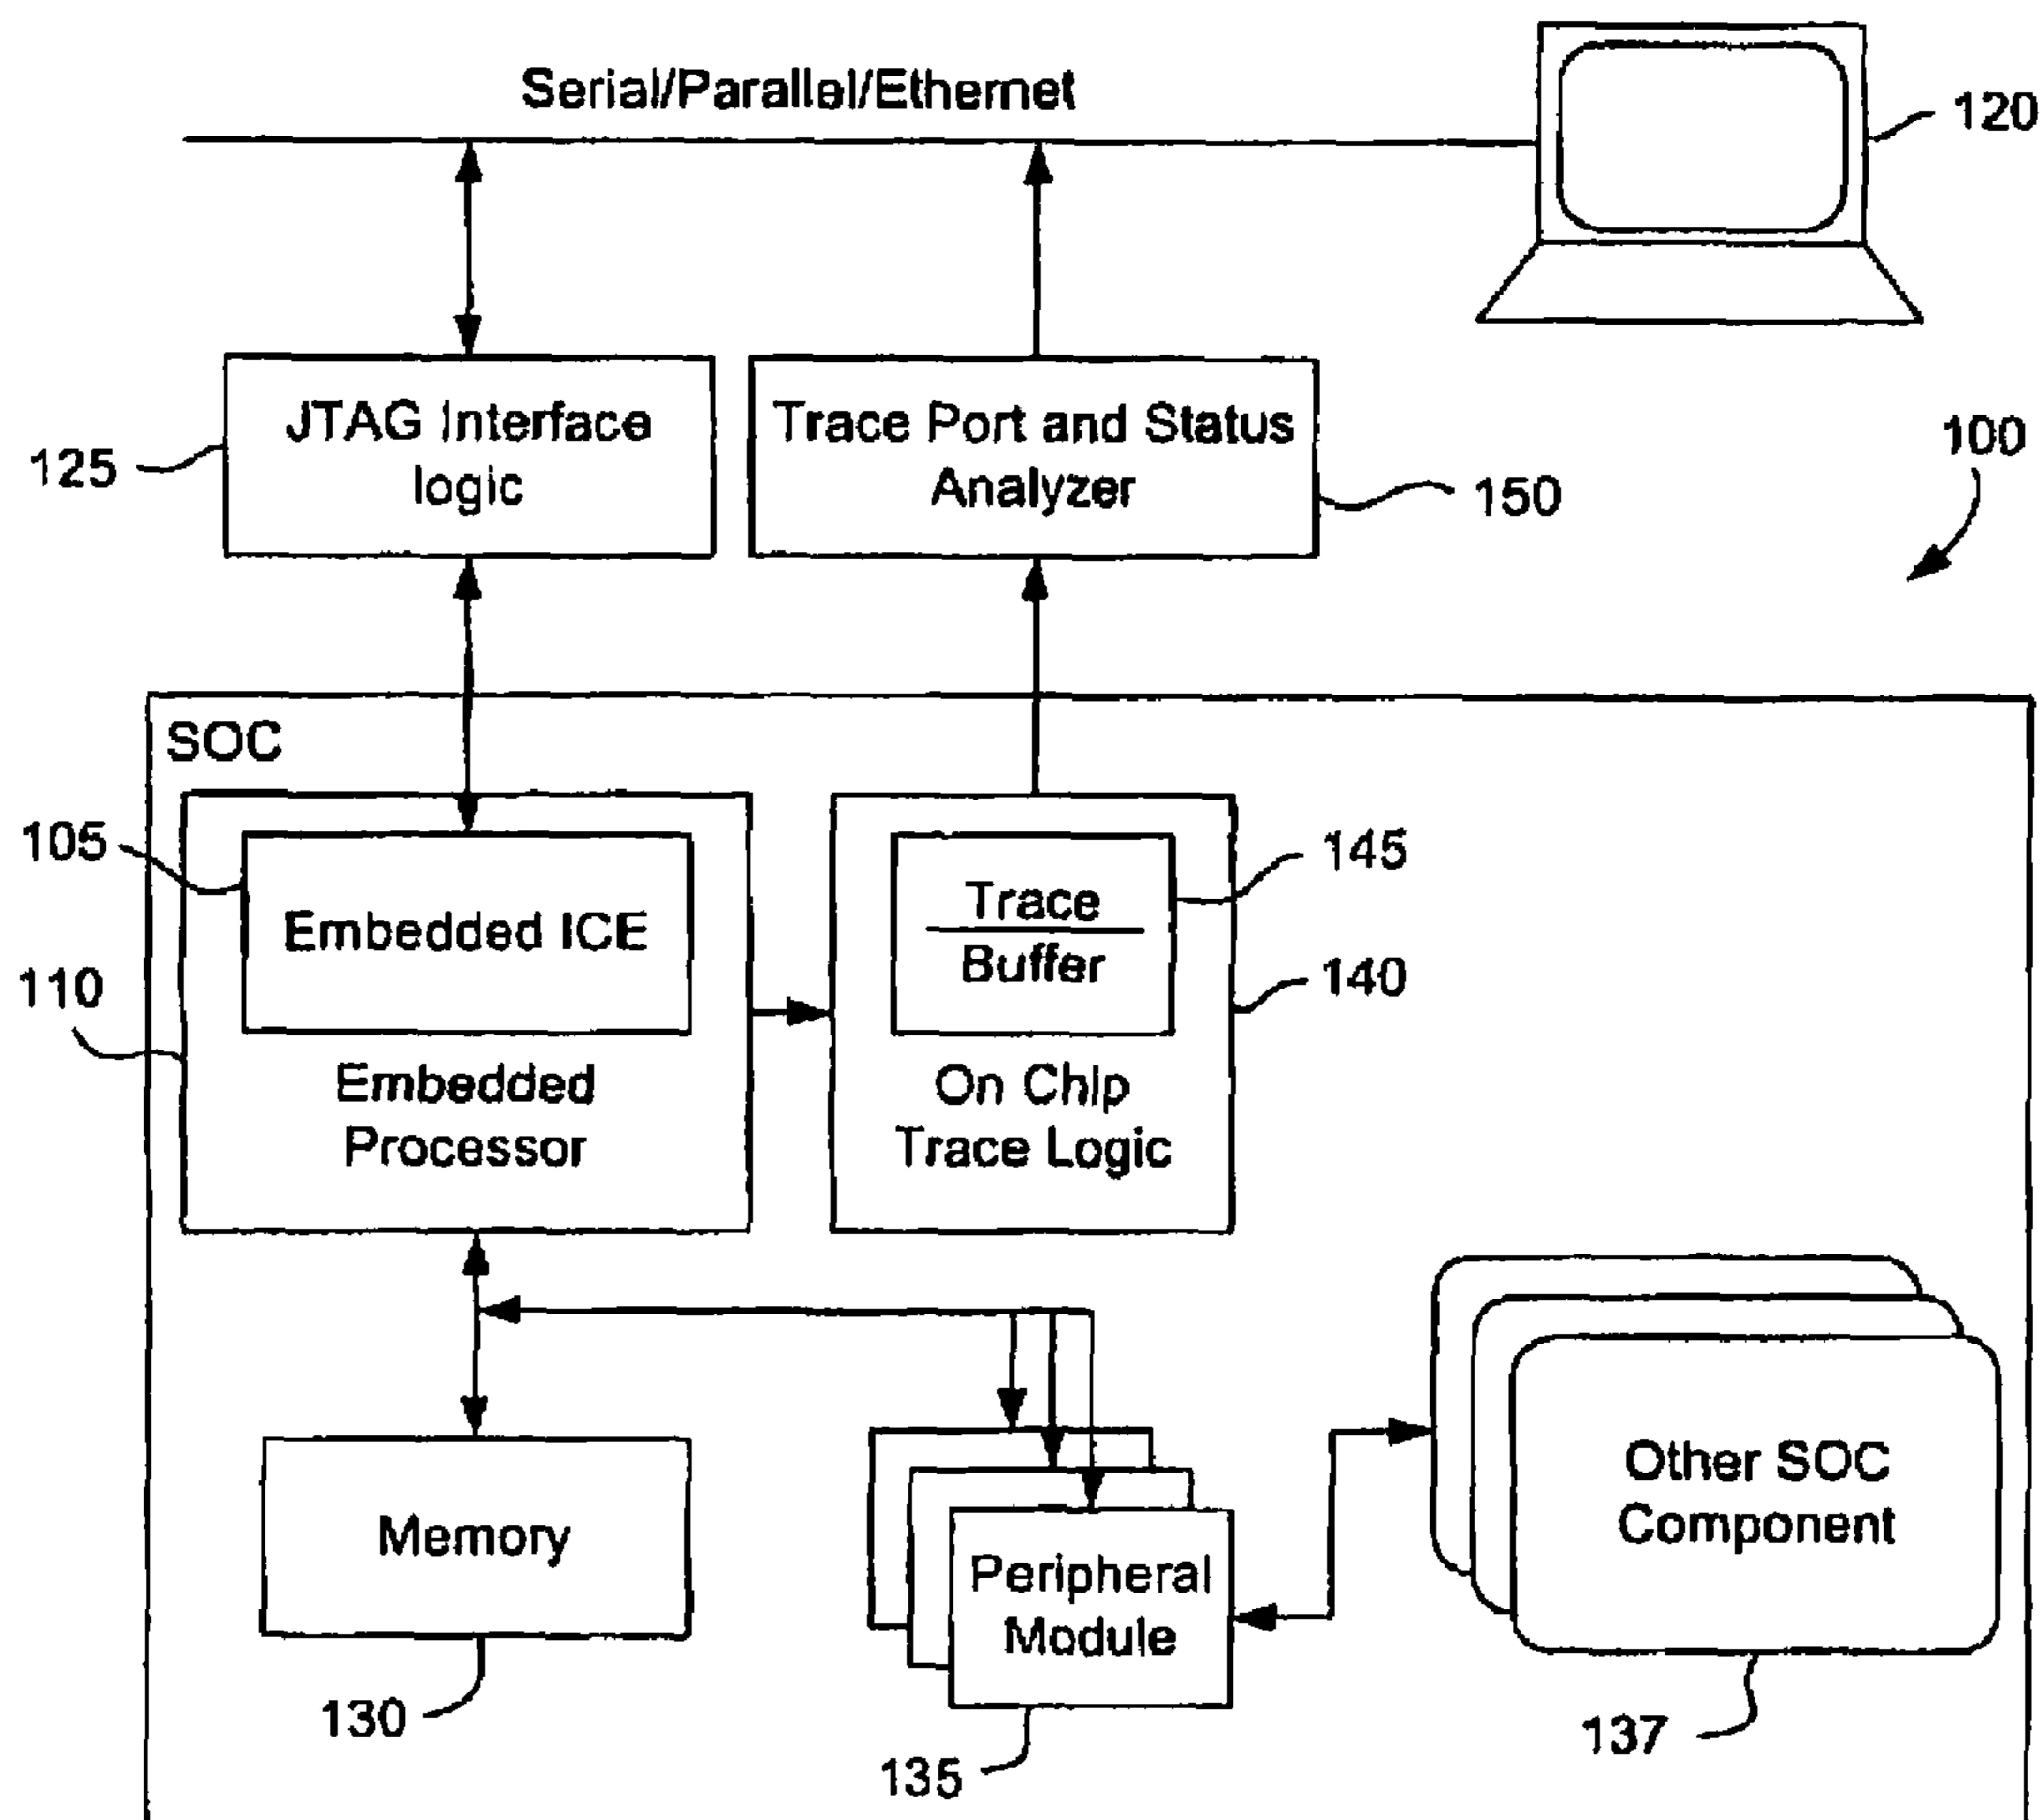 Serial/Parallel/Ethernet
120
JTAG Interface
logic
125
Trace Port and Status
Analyzer
150
100
SOC
105
Embedded ICE
110
Embedded
Processor
Trace
Buffer
145
140
On Chip
Trace Logic
Memory
130
Peripheral
Module
135
Other SOC
Component
137